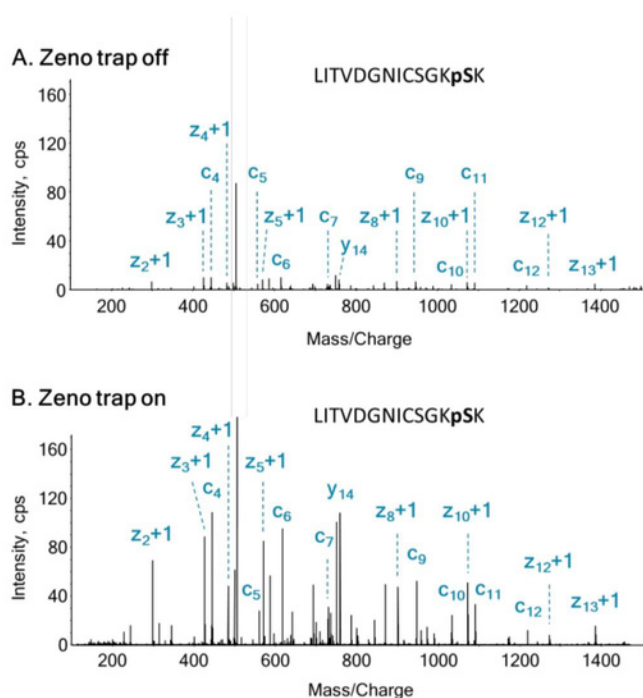 A. Zeno trap off
LITVDGNICSGKpSK
160
120
80
40
0
Intensity, cps
z₄+1
c₄
c₅
c₉
c₁₁
z₃+1
z₅+1
c₇
z₈+1
z₁₀+1
z₁₂+1
z₂+1
c₆
y₁₄
c₁₀
c₁₂
z₁₃+1
200 400 600 800 1000 1200 1400
Mass/Charge
B. Zeno trap on
LITVDGNICSGKpSK
160
120
80
40
0
Intensity, cps
z₄+1
z₃+1
z₅+1
c₄
y₁₄
z₂+1
c₆
z₈+1
z₁₀+1
c₇
c₉
z₁₂+1
c₅
c₁₀
c₁₁
c₁₂
z₁₃+1
200 400 600 800 1000 1200 1400
Mass/Charge